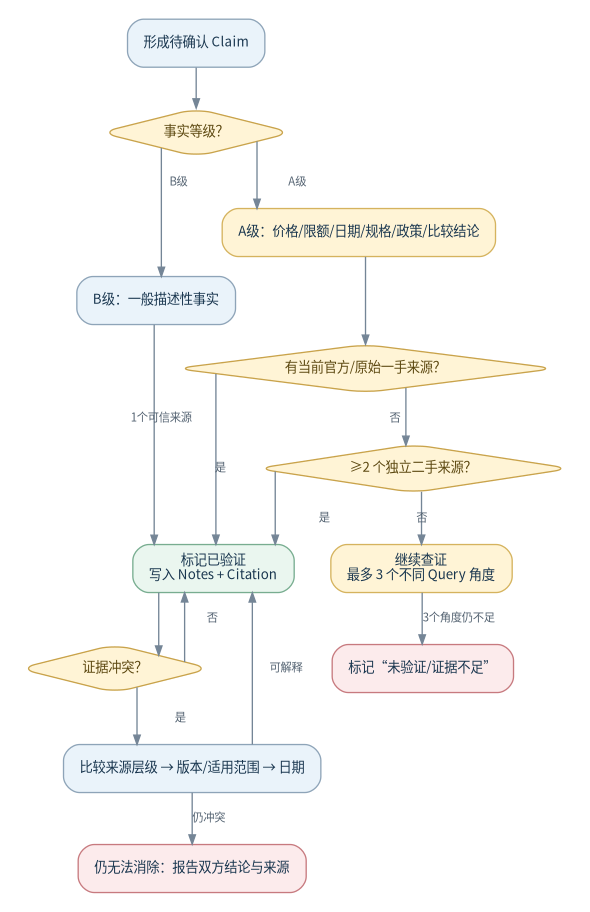 形成待确认 Claim
事实等级?
B级
A级
A级：价格/限额/日期/规格/政策/比较结论
B级：一般描述性事实
有当前官方/原始一手来源?
1个可信来源
否
是
≥2 个独立二手来源?
是
否
标记已验证
写入 Notes + Citation
继续查证
最多 3 个不同 Query 角度
否
3个角度仍不足
证据冲突?
可解释
标记“未验证/证据不足”
是
比较来源层级 → 版本/适用范围 → 日期
仍冲突
仍无法消除：报告双方结论与来源